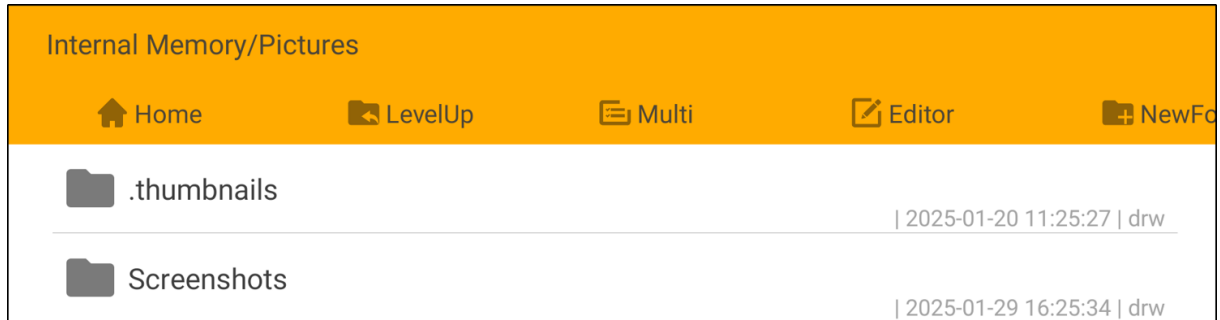 Internal Memory/Pictures
Home LevelUp Multi Editor NewFo
.thumbnails
| 2025-01-20 11:25:27 | drw
Screenshots
| 2025-01-29 16:25:34 | drw